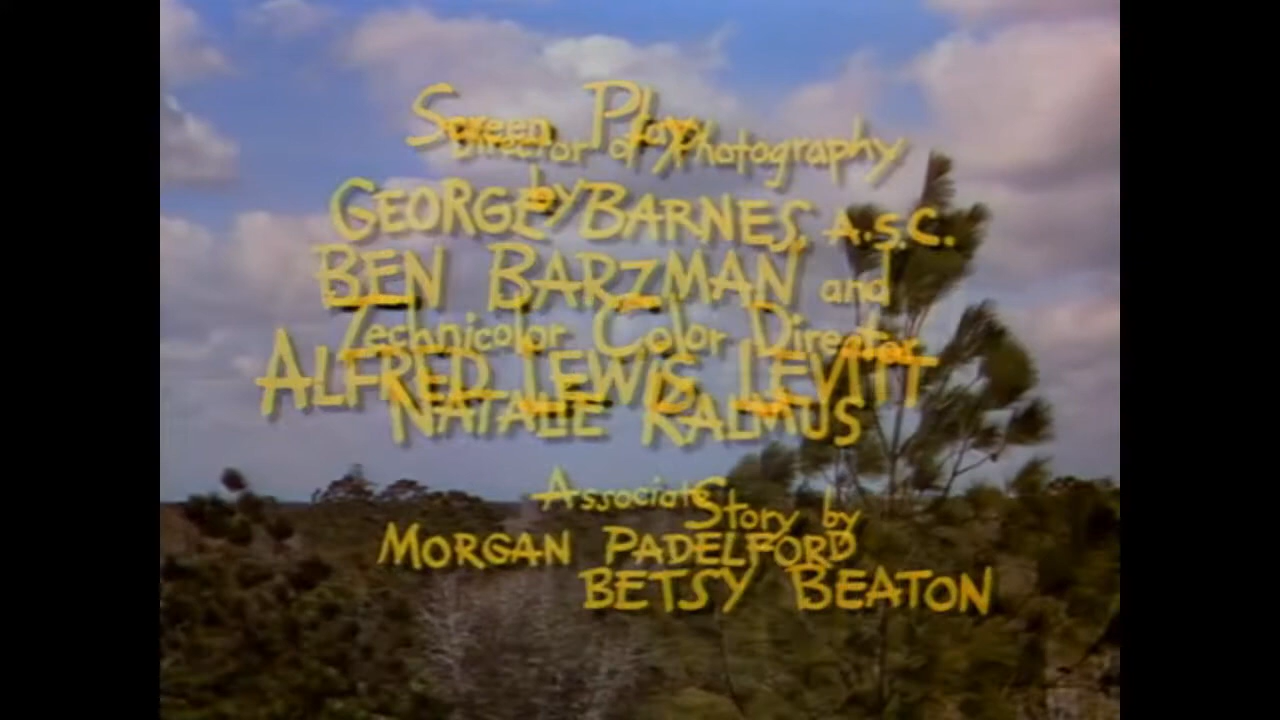 Screen Play
Director of Photography
by
GEORGE BARNES, A.S.C.
BEN BARZMAN and
Technicolor Color Director
ALFRED LEWIS LEVITT
NATALIE KALMUS
Associate
Story by
MORGAN PADELFORD
BETSY BEATON